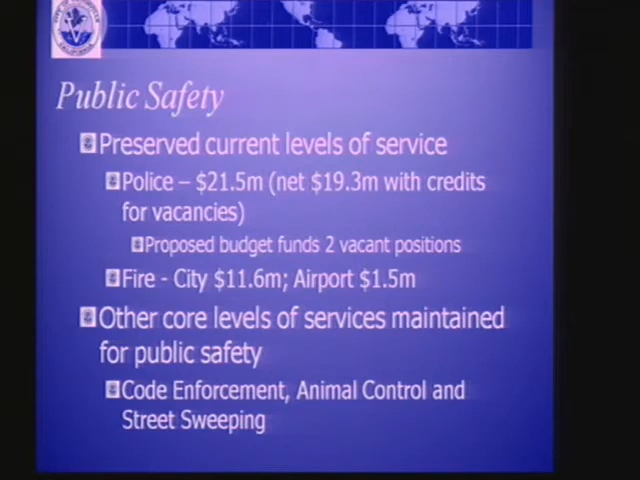 Public Safety
Preserved current levels of service
Police – $21.5m (net $19.3m with credits
for vacancies)
Proposed budget funds 2 vacant positions
Fire - City $11.6m; Airport $1.5m
Other core levels of services maintained
for public safety
Code Enforcement, Animal Control and
Street Sweeping